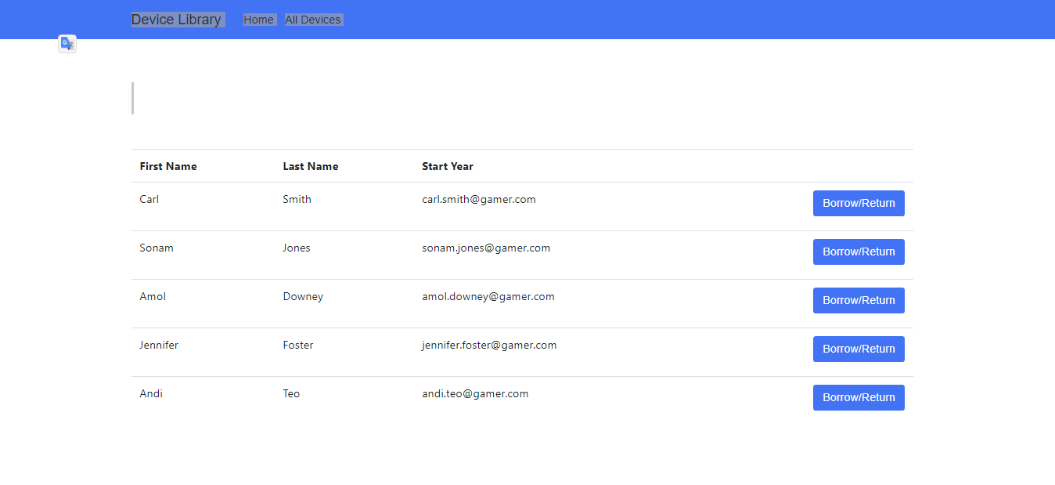 Device Library Home All Devices
First Name Last Name Start Year
Carl Smith carl.smith@gamer.com Borrow/Return
Sonam Jones sonam.jones@gamer.com Borrow/Return
Amol Downey amol.downey@gamer.com Borrow/Return
Jennifer Foster jennifer.foster@gamer.com Borrow/Return
Andi Teo andi.teo@gamer.com Borrow/Return